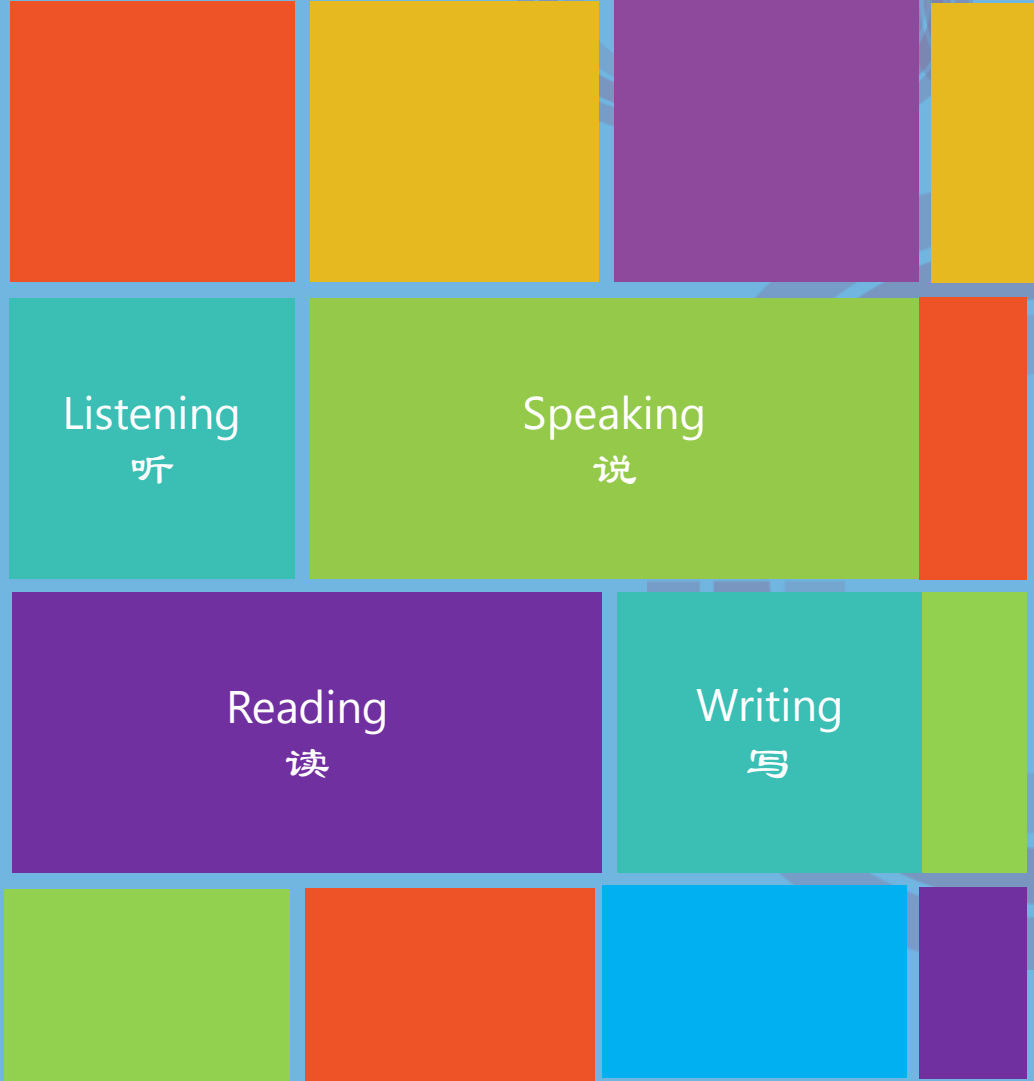 Listening
听
Speaking
说
Reading
读
Writing
写